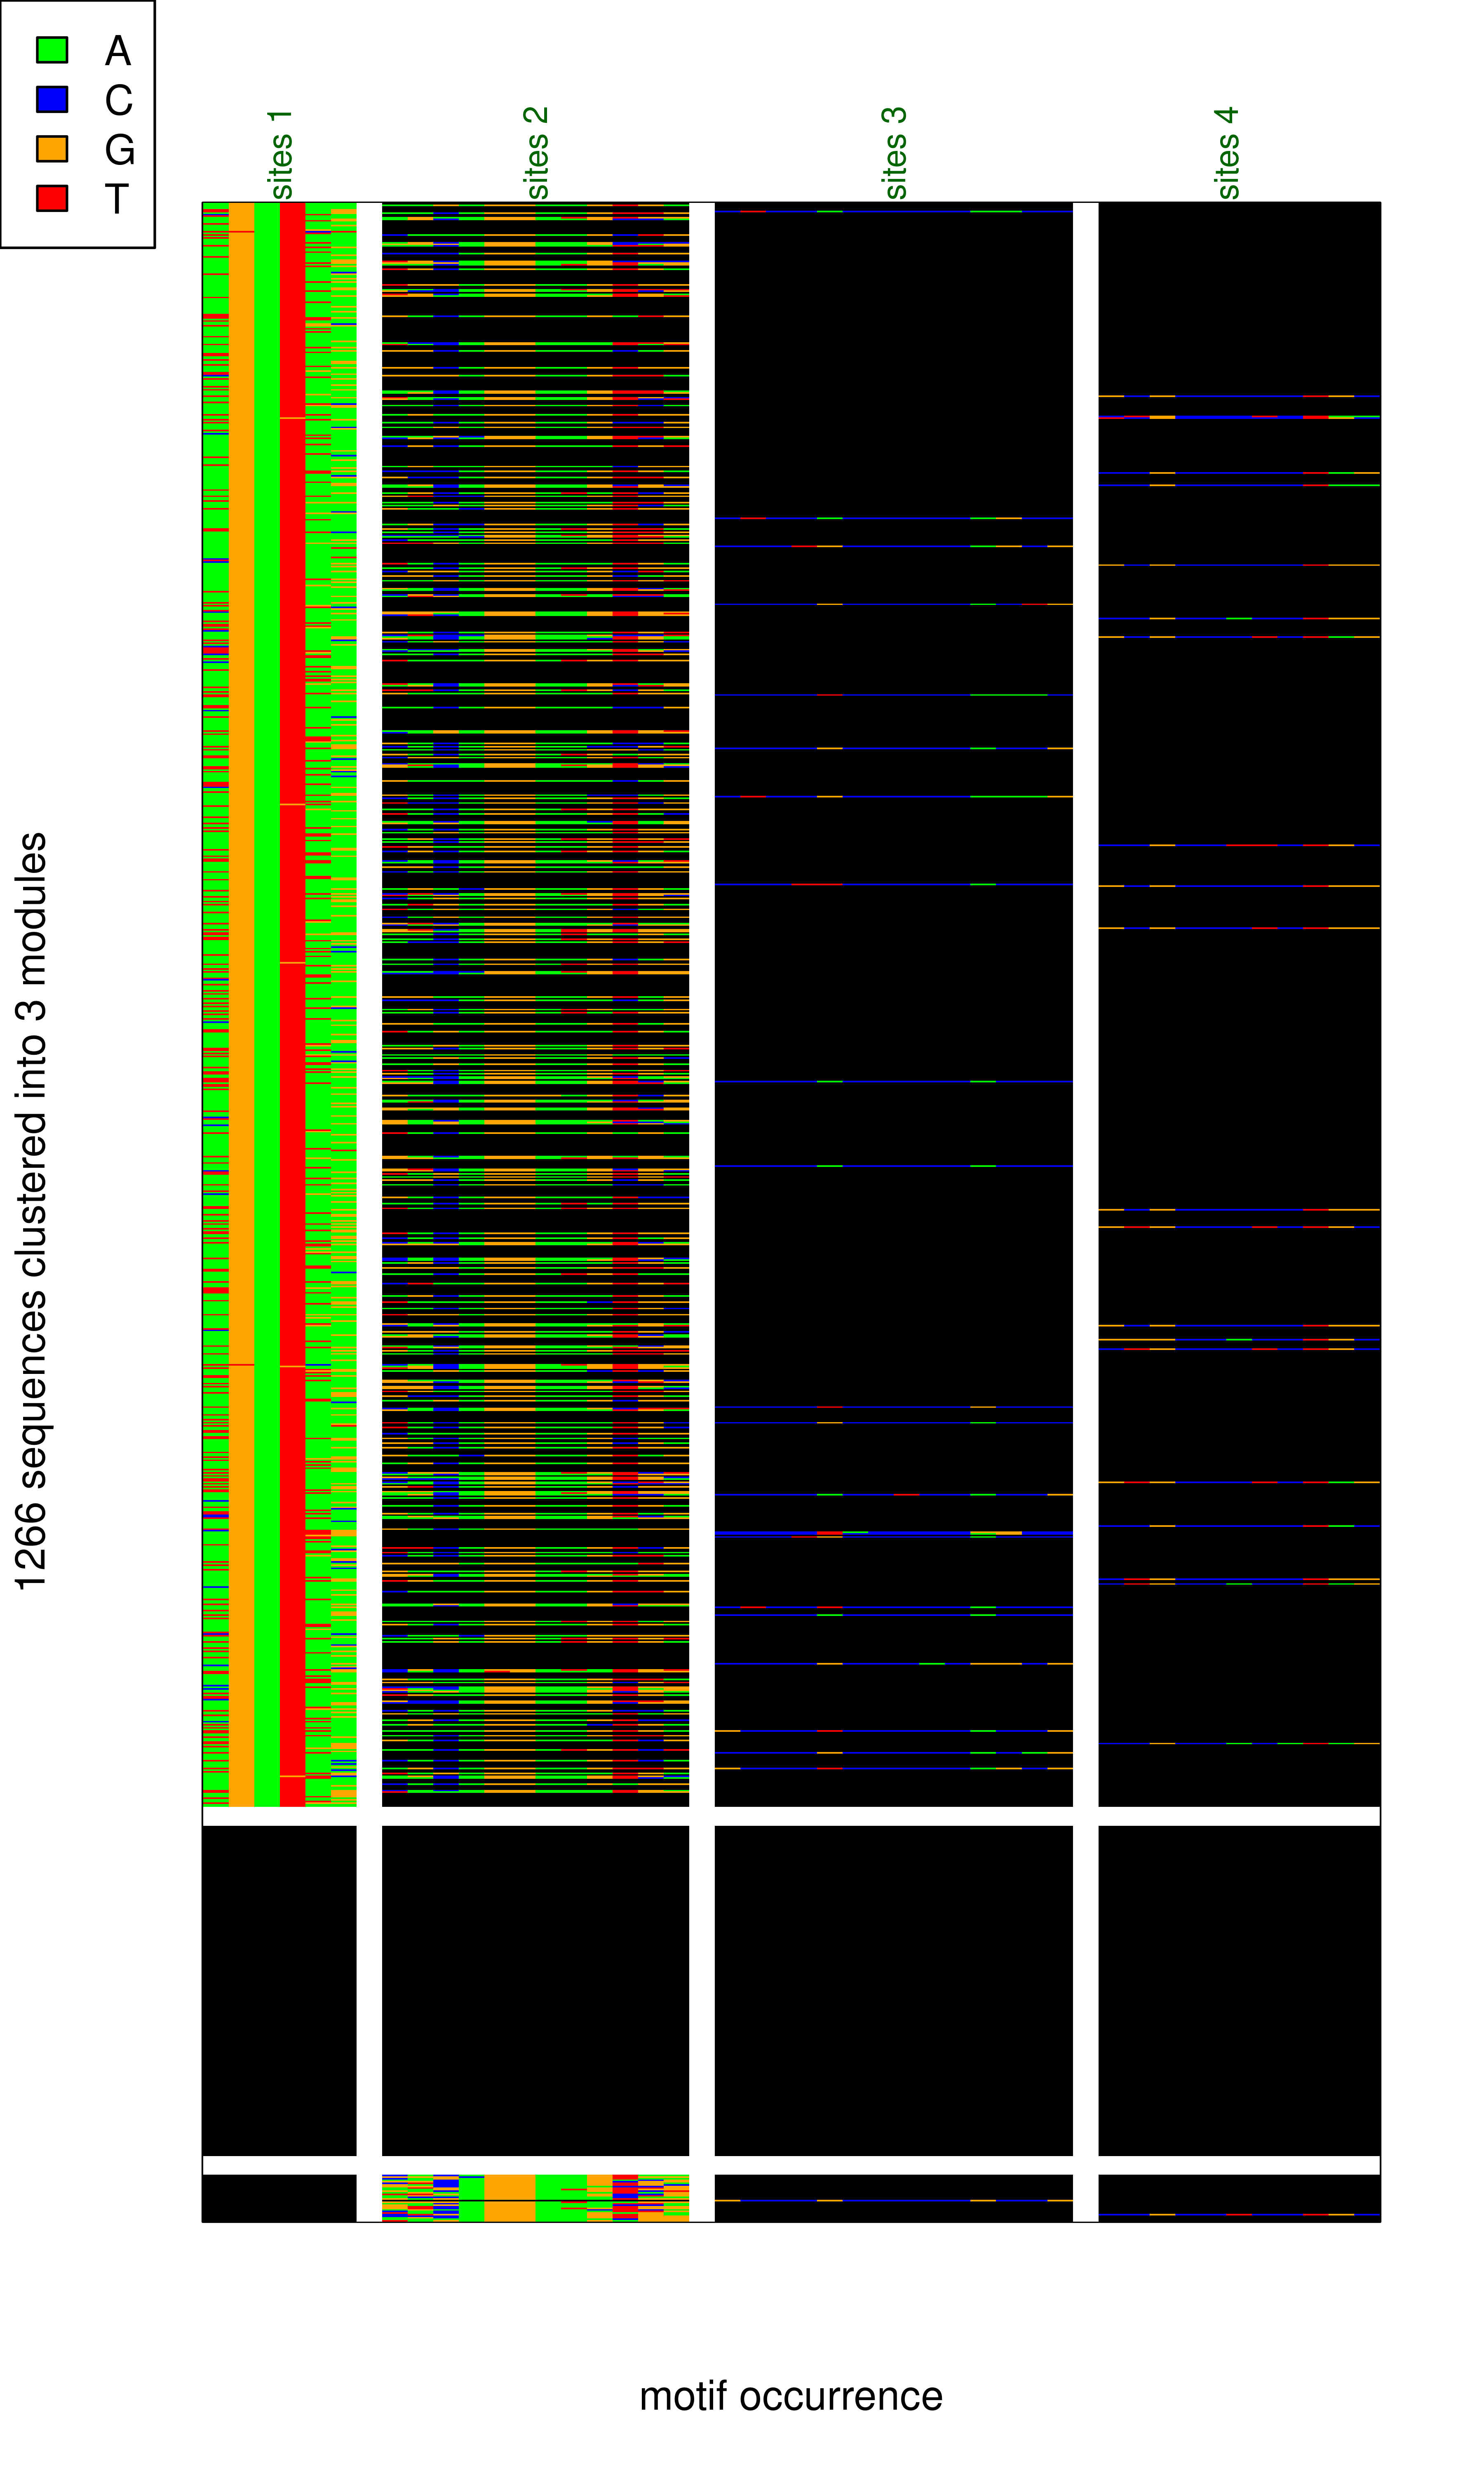 A
C
G
T
sites 1
sites 2
sites 3
sites 4
1266 sequences clustered into 3 modules
motif occurrence